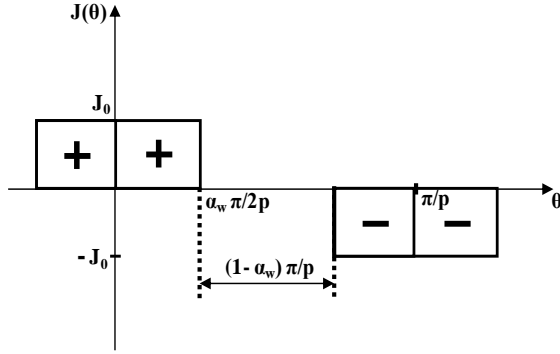 J(θ)
J₀
+ +
α_w π/2p
π/p
θ
− −
- J₀
(1- α_w) π/p